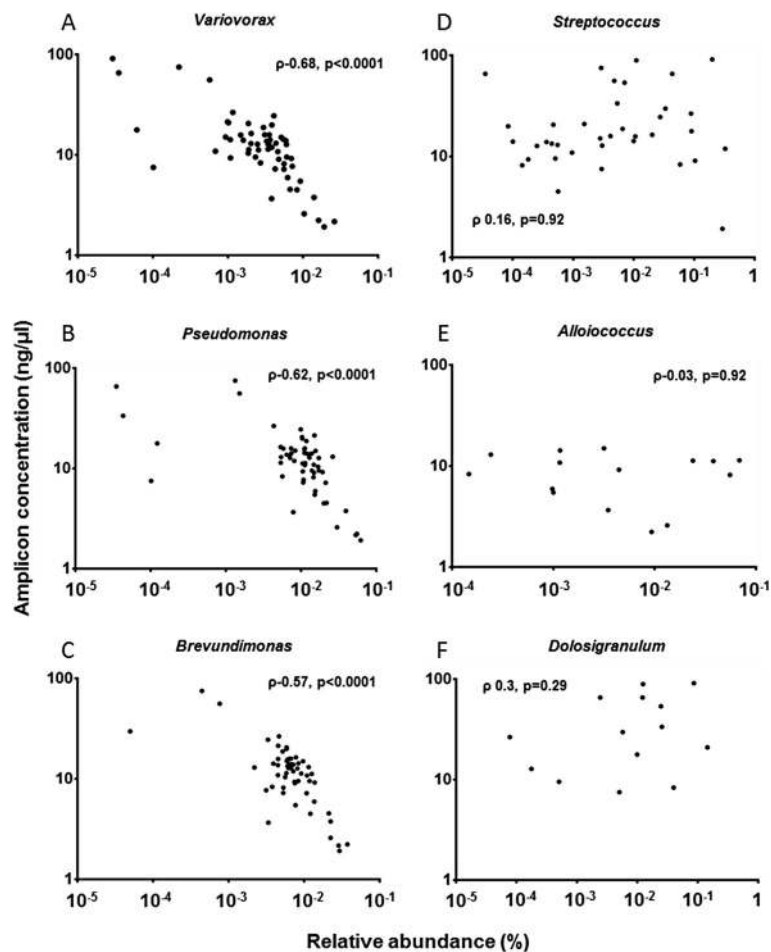 A
Variovorax
ρ-0.68, p<0.0001
100
10
1
10-5
10-4
10-3
10-2
10-1
B
Pseudomonas
ρ-0.62, p<0.0001
100
10
1
10-5
10-4
10-3
10-2
10-1
C
Brevundimonas
ρ-0.57, p<0.0001
100
10
1
10-5
10-4
10-3
10-2
10-1
D
Streptococcus
100
10
ρ 0.16, p=0.92
1
10-5
10-4
10-3
10-2
10-1
1
E
Alloiococcus
ρ-0.03, p=0.92
100
10
1
10-4
10-3
10-2
10-1
F
Dolosigranulum
ρ 0.3, p=0.29
100
10
1
10-5
10-4
10-3
10-2
10-1
1
Amplicon concentration (ng/µl)
Relative abundance (%)